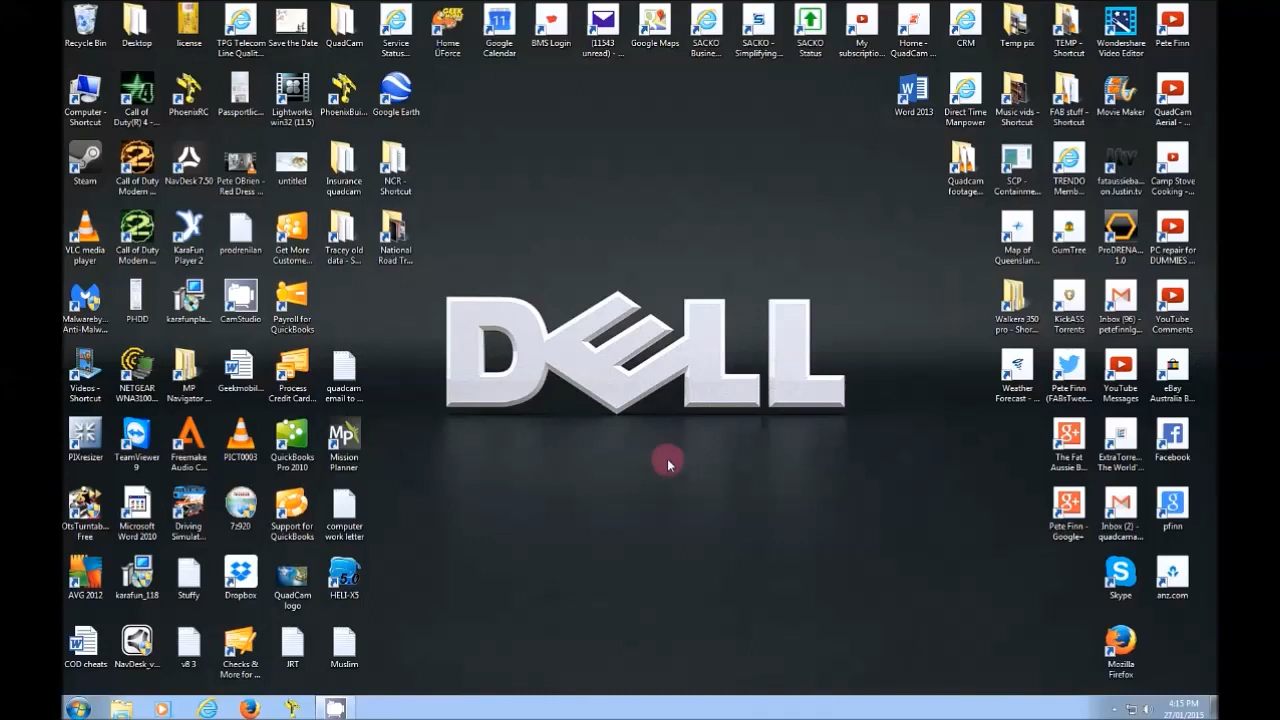 Recycle Bin
Desktop
license
TPG Telecom
Line Qualif...
Save the Date
QuadCam
Service
Status...
Home
UForce
Google
Calendar
BMS Login
(11543
unread) - ...
Google Maps
SACKO
Busine...
SACKO -
Simplifying...
SACKO
Status
My
subscriptio...
Home -
QuadCam ...
CRM
Temp pix
TEMP -
Shortcut
Wondershare
Video Editor
Pete Finn
Computer -
Shortcut
Call of
Duty(R) 4 -...
PhoenixRC
Passportlic...
Lightworks
win32 (11.5)
PhoenixBui...
Google Earth
Word 2013
Direct Time
Manpower
Music vids -
Shortcut
FAB stuff -
Shortcut
Movie Maker
QuadCam
Aerial - ...
Steam
Call of Duty
Modern ...
NavDesk 7.50
Pete OBrien -
Red Dress ...
untitled
Insurance
quadcam
NCR -
Shortcut
Quadcam
footage...
SCP -
Containme...
TRENDO
Memb...
fataussieba...
on Justin.tv
Camp Stove
Cooking -...
VLC media
player
Call of Duty
Modern ...
KaraFun
Player 2
prodrenilan
Get More
Custome...
Tracey old
data - S...
National
Road Tr...
Map of
Queenslan...
GumTree
ProDRENA...
1.0
PC repair for
DUMMIES ...
Malwareby...
Anti-Malw...
PHDD
karafunpla...
CamStudio
Payroll for
QuickBooks
Walkera 350
pro - Shor...
KickASS
Torrents
Inbox (96) -
petefinnlg...
YouTube
Comments
DELL
Videos -
Shortcut
NETGEAR
WNA3100...
MP
Navigator ...
Geekmobil...
Process
Credit Card...
quadcam
email to ...
Weather
Forecast - ...
Pete Finn
(FABsTwee...
YouTube
Messages
eBay
Australia B...
PIXresizer
TeamViewer
9
Freemake
Audio C...
PICT0003
QuickBooks
Pro 2010
Mission
Planner
The Fat
Aussie B...
ExtraTorre...
The World'...
Facebook
OtsTurntab...
Free
Microsoft
Word 2010
Driving
Simulat...
7z920
Support for
QuickBooks
computer
work letter
Pete Finn -
Google+
Inbox (2) -
quadcama...
pfinn
AVG 2012
karafun_118
Stuffy
Dropbox
QuadCam
logo
HELI-X5
Skype
anz.com
COD cheats
NavDesk_v...
v8 3
Checks &
More for ...
JRT
Muslim
Mozilla
Firefox
4:15 PM
27/01/2015